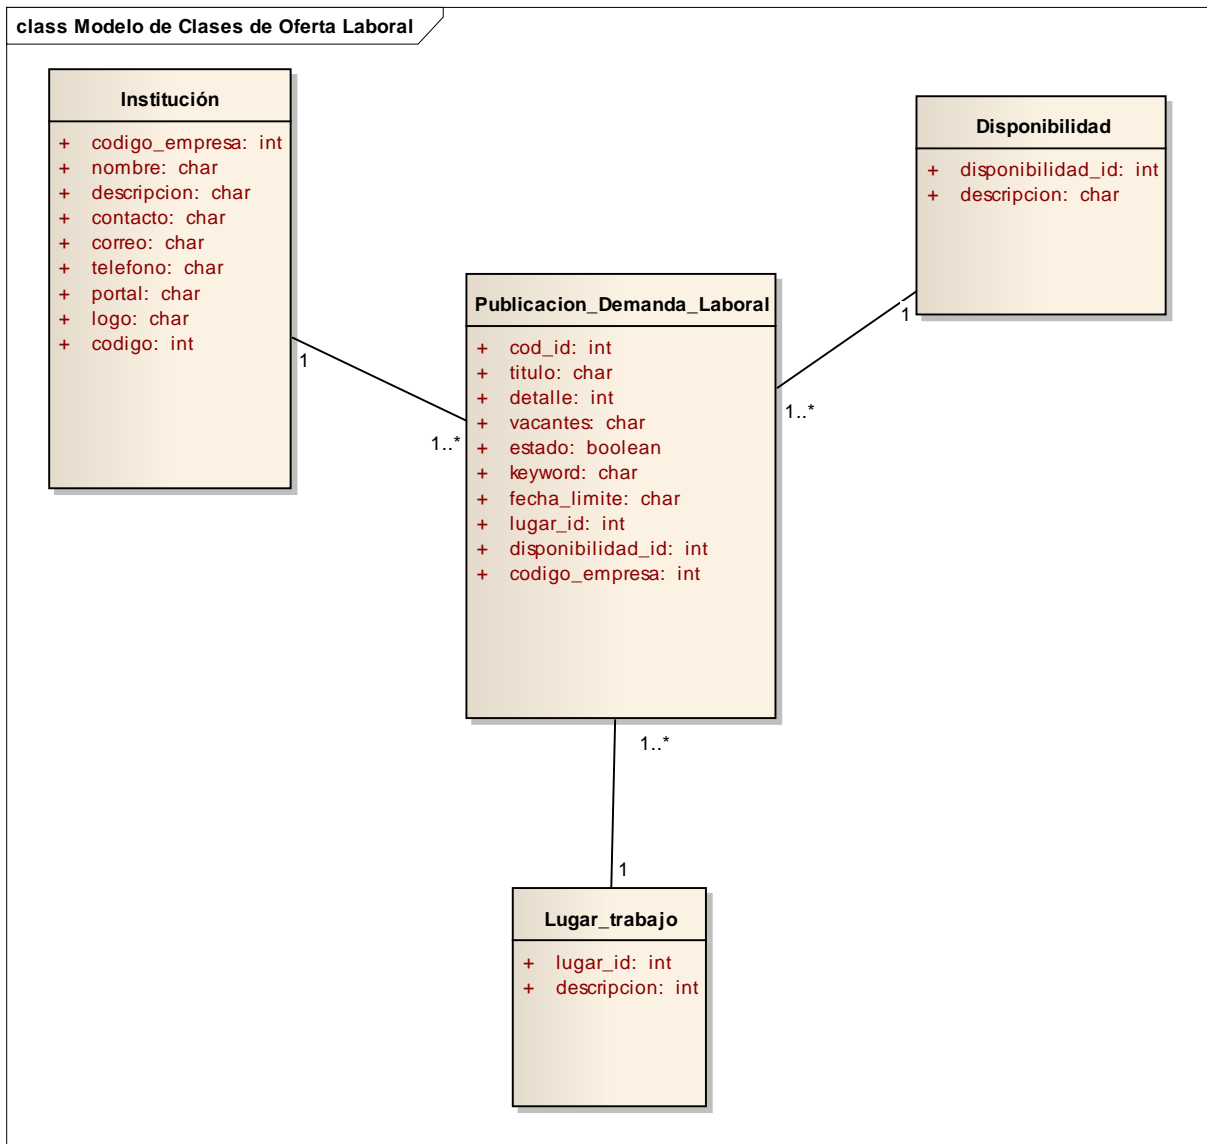 class Modelo de Clases de Oferta Laboral
Institución
+ codigo_empresa: int
+ nombre: char
+ descripcion: char
+ contacto: char
+ correo: char
+ telefono: char
+ portal: char
+ logo: char
+ codigo: int
Disponibilidad
+ disponibilidad_id: int
+ descripcion: char
Publicacion_Demanda_Laboral
+ cod_id: int
+ titulo: char
+ detalle: int
+ vacantes: char
+ estado: boolean
+ keyword: char
+ fecha_limite: char
+ lugar_id: int
+ disponibilidad_id: int
+ codigo_empresa: int
1
1..*
1
1..*
1..*
1
Lugar_trabajo
+ lugar_id: int
+ descripcion: int